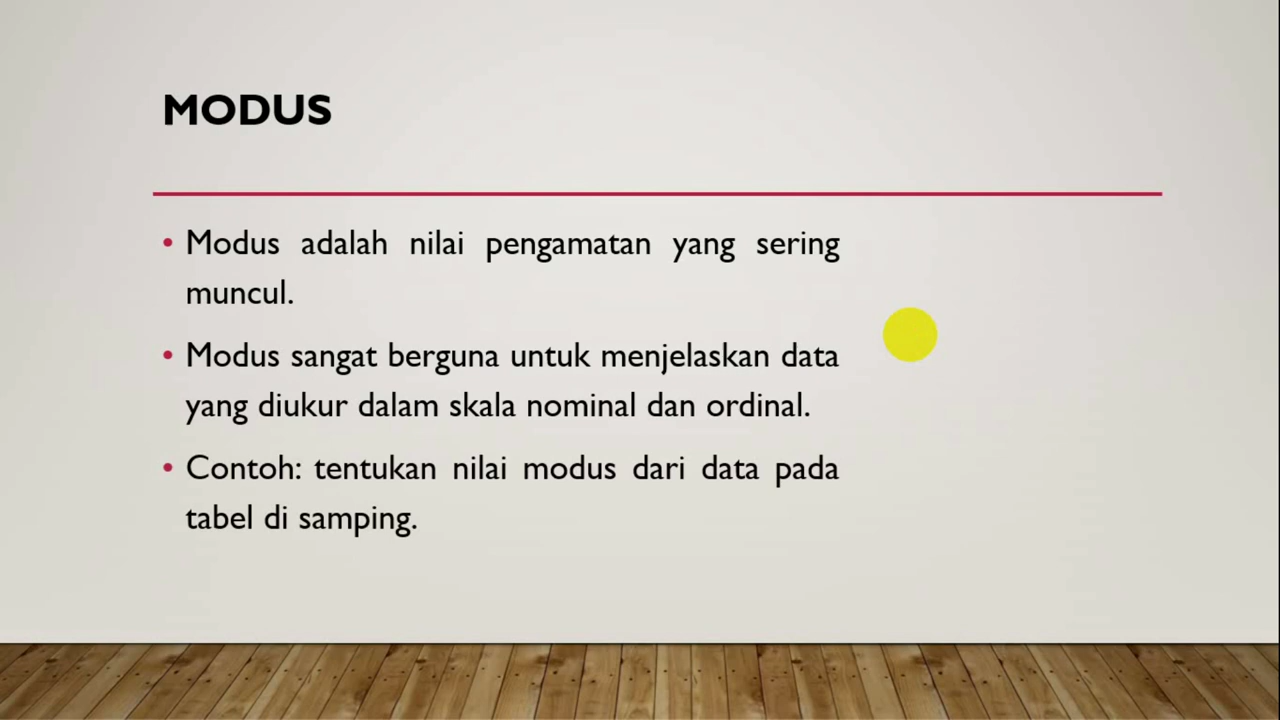 MODUS
• Modus adalah nilai pengamatan yang sering
muncul.
• Modus sangat berguna untuk menjelaskan data
yang diukur dalam skala nominal dan ordinal.
• Contoh: tentukan nilai modus dari data pada
tabel di samping.